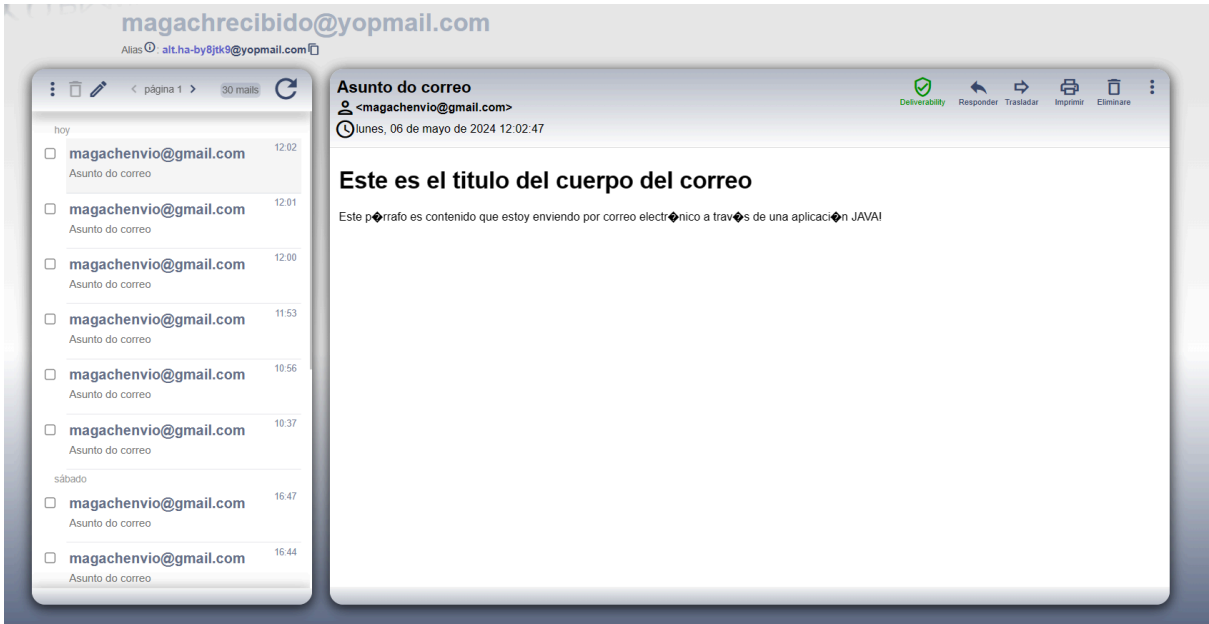 magachrecibido@yopmail.com
Alias : alt.ha-by8jtk9@yopmail.com
página 1
30 mails
hoy
magachenvio@gmail.com 12:02
Asunto do correo
magachenvio@gmail.com 12:01
Asunto do correo
magachenvio@gmail.com 12:00
Asunto do correo
magachenvio@gmail.com 11:53
Asunto do correo
magachenvio@gmail.com 10:56
Asunto do correo
magachenvio@gmail.com 10:37
Asunto do correo
sábado
magachenvio@gmail.com 16:47
Asunto do correo
magachenvio@gmail.com 16:44
Asunto do correo
Asunto do correo
<magachenvio@gmail.com>
lunes, 06 de mayo de 2024 12:02:47
Deliverability Responder Trasladar Imprimir Eliminare
Este es el titulo del cuerpo del correo
Este p�rrafo es contenido que estoy enviendo por correo electr�nico a trav�s de una aplicaci�n JAVA!